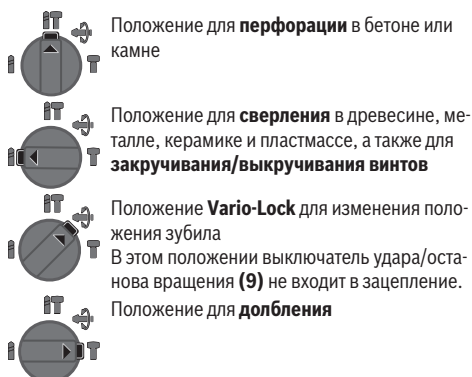 Положение для перфорации в бетоне или
камне
Положение для сверления в древесине, ме-
талле, керамике и пластмассе, а также для
закручивания/выкручивания винтов
Положение Vario-Lock для изменения поло-
жения зубила
В этом положении выключатель удара/оста-
нова вращения (9) не входит в зацепление.
Положение для долбления